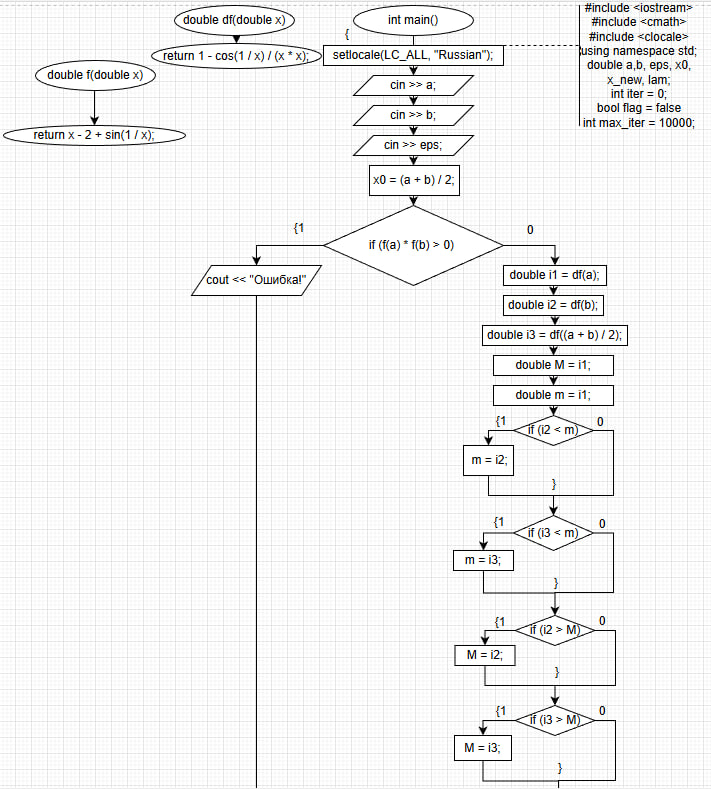 double df(double x)
return 1 - cos(1 / x) / (x * x);
double f(double x)
return x - 2 + sin(1 / x);
int main()
{
setlocale(LC_ALL, "Russian");
#include <iostream>
#include <cmath>
#include <clocale>
using namespace std;
double a,b, eps, x0,
x_new, lam;
int iter = 0;
bool flag = false
int max_iter = 10000;
cin >> a;
cin >> b;
cin >> eps;
x0 = (a + b) / 2;
if (f(a) * f(b) > 0)
{1
0
cout << "Ошибка!"
double i1 = df(a);
double i2 = df(b);
double i3 = df((a + b) / 2);
double M = i1;
double m = i1;
if (i2 < m)
{1
0
m = i2;
}
if (i3 < m)
{1
0
m = i3;
}
if (i2 > M)
{1
0
M = i2;
}
if (i3 > M)
{1
0
M = i3;
}